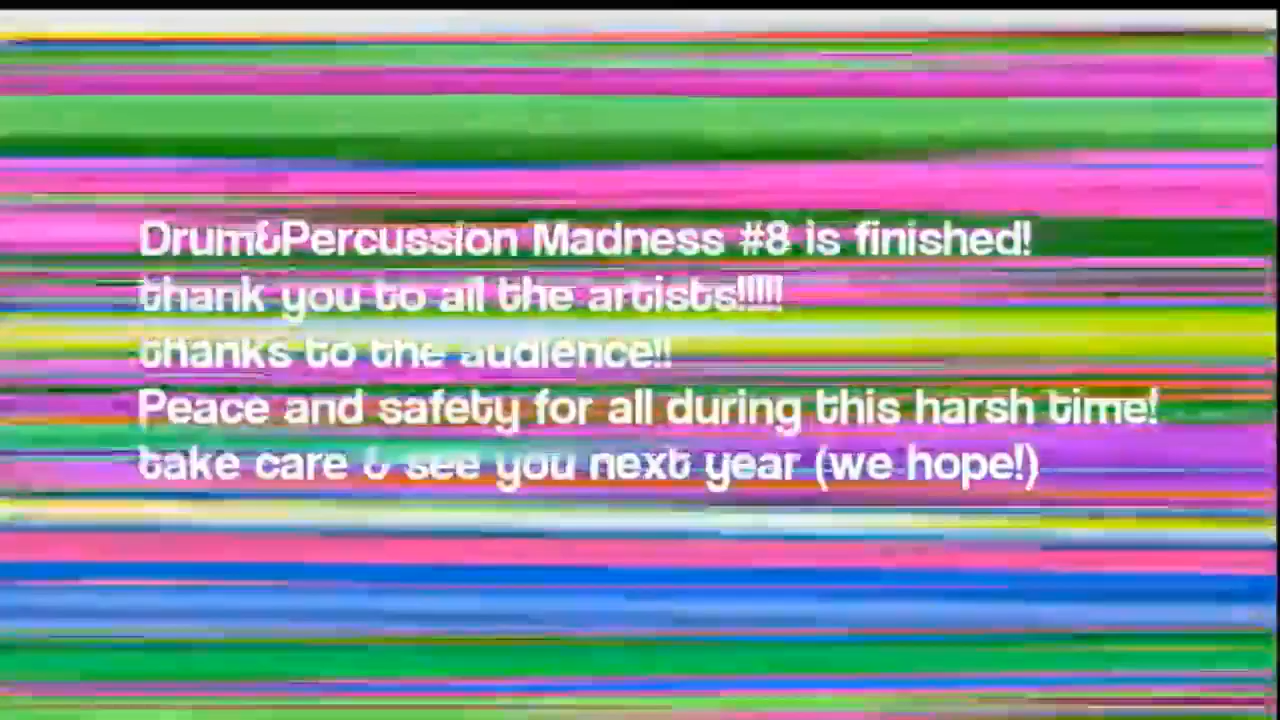 Drum&Percussion Madness #8 is finished!
thank you to all the artists!!!!!
thanks to the audience!!
Peace and safety for all during this harsh time!
take care & see you next year (we hope!)